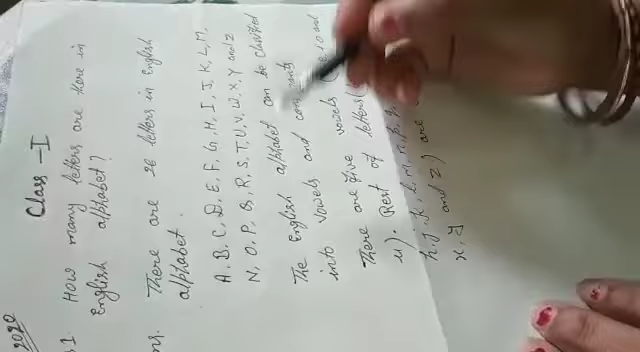 2020
Class - I
1. How many letters are there in
English alphabet?
ns. There are 26 letters in English
alphabet.
A, B, C, D, E, F, G, H, I, J, K, L, M
N, O, P, Q, R, S, T, U, V, W, X, Y and Z
The English alphabet can be classified
into vowels and
There are five vowels
u). Rest of letters (
h, j, k, l, m, n, p, q,
x, y and z) are